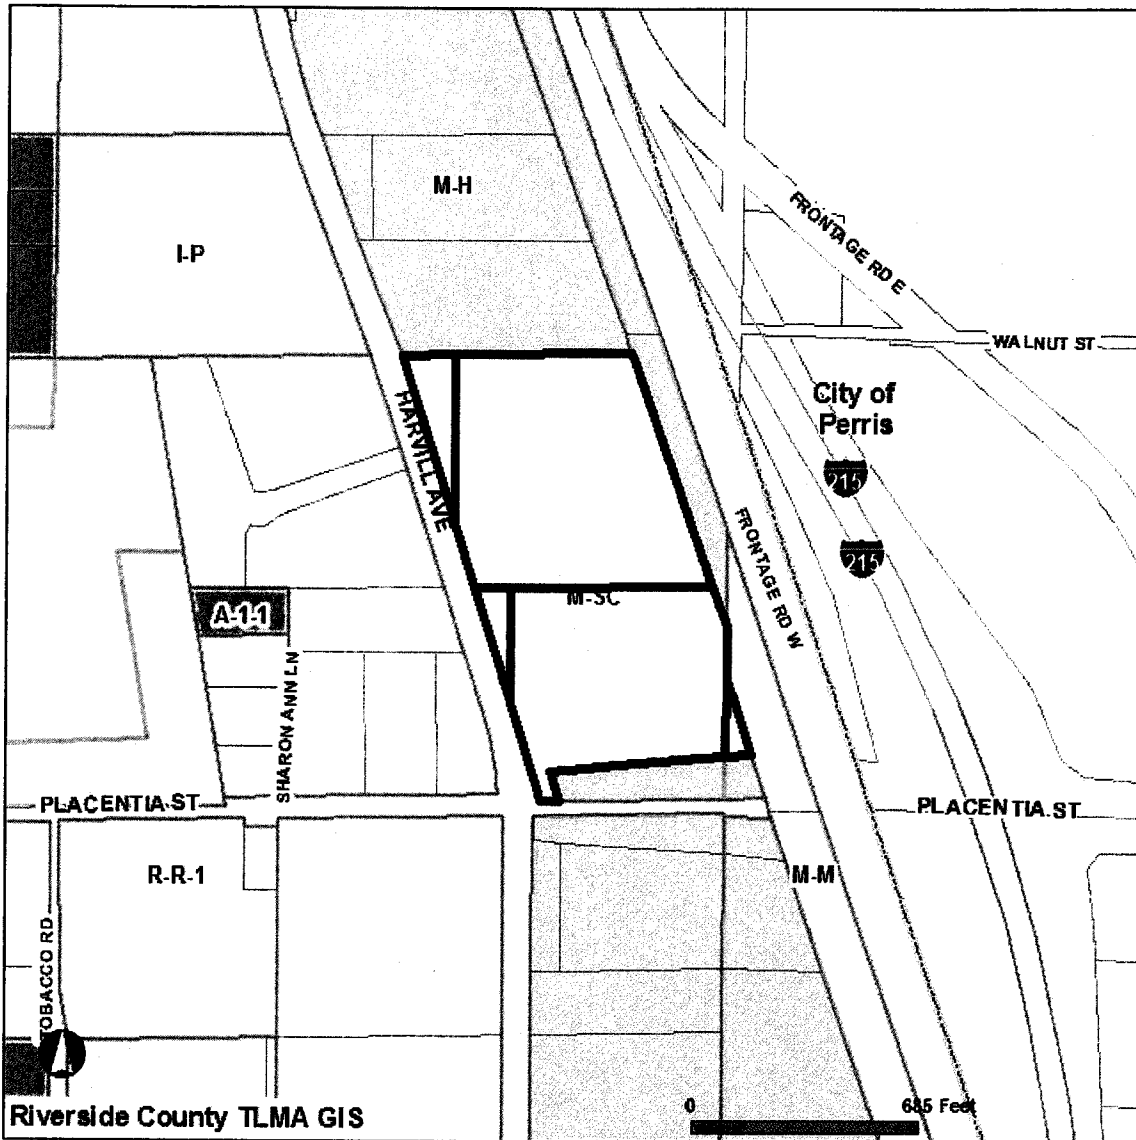 M-H
I-P
FRONTAGE RD E
WALNUT ST
City of
Perris
HARVILL AVE
215
FRONTAGE RD W
215
M-SC
A-1-1
SHARON ANN LN
PLACENTIA ST
PLACENTIA ST
R-R-1
M-M
TOBACCO RD
Riverside County TLMA GIS
0 685 Feet